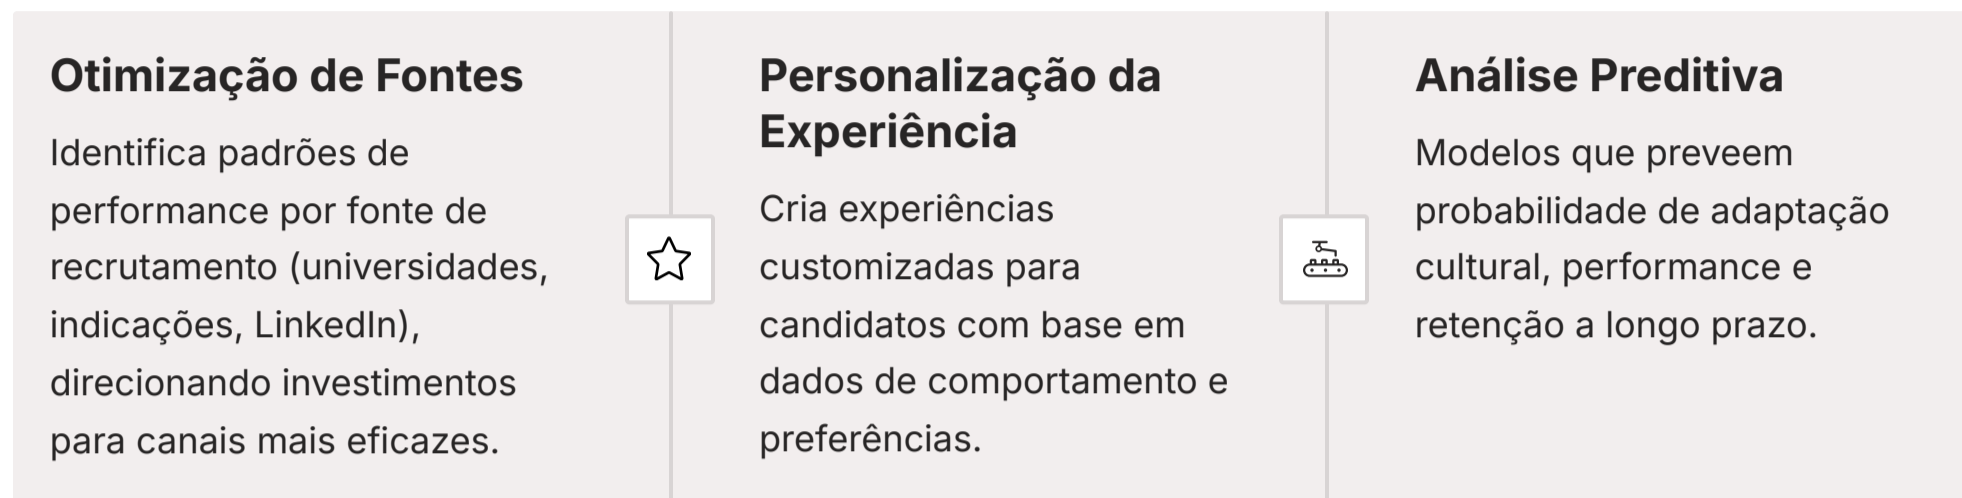 Otimização de Fontes
Identifica padrões de
performance por fonte de
recrutamento (universidades,
indicações, LinkedIn),
direcionando investimentos
para canais mais eficazes.
Personalização da
Experiência
Cria experiências
customizadas para
candidatos com base em
dados de comportamento e
preferências.
Análise Preditiva
Modelos que preveem
probabilidade de adaptação
cultural, performance e
retenção a longo prazo.